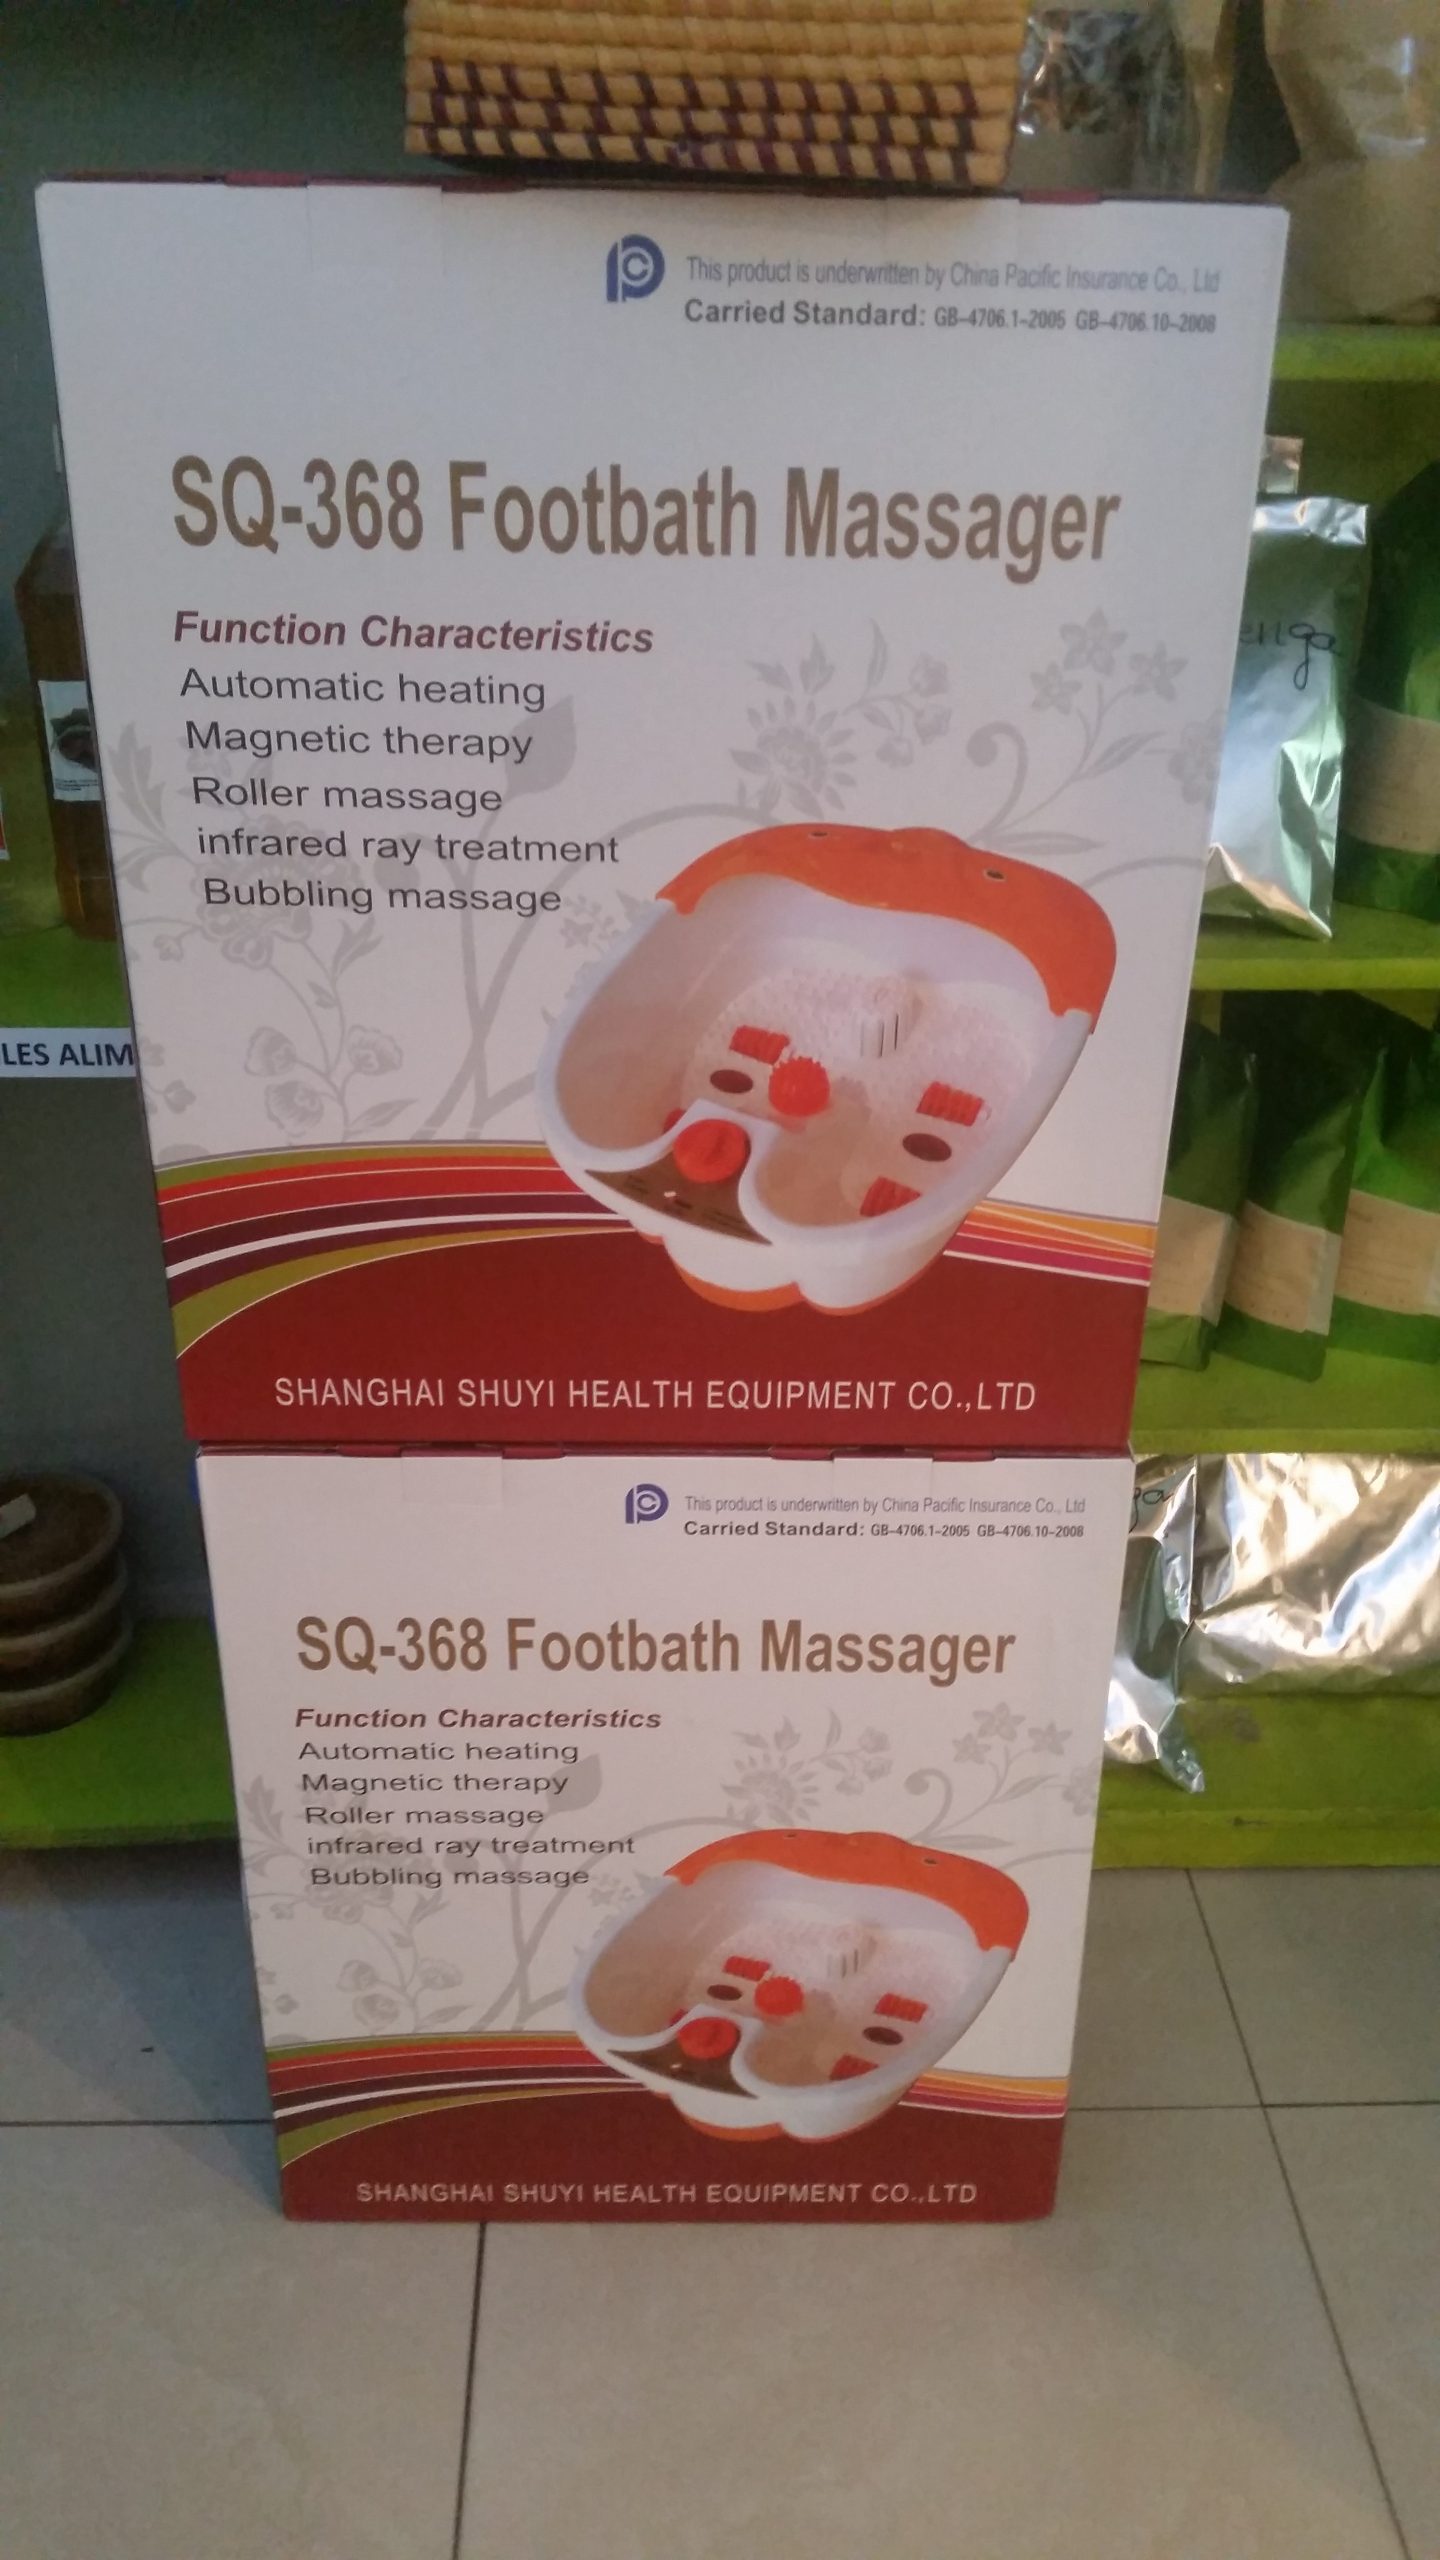 This product is underwritten by China Pacific Insurance Co., Ltd
Carried Standard: GB-4706.1-2005 GB-4706.10-2008
SQ-368 Footbath Massager
Function Characteristics
Automatic heating
Magnetic therapy
Roller massage
infrared ray treatment
Bubbling massage
SHANGHAI SHUYI HEALTH EQUIPMENT CO.,LTD
enga
LES ALIM
This product is underwritten by China Pacific Insurance Co., Ltd
Carried Standard: GB-4706.1-2005 GB-4706.10-2008
SQ-368 Footbath Massager
Function Characteristics
Automatic heating
Magnetic therapy
Roller massage
infrared ray treatment
Bubbling massage
SHANGHAI SHUYI HEALTH EQUIPMENT CO.,LTD
ga